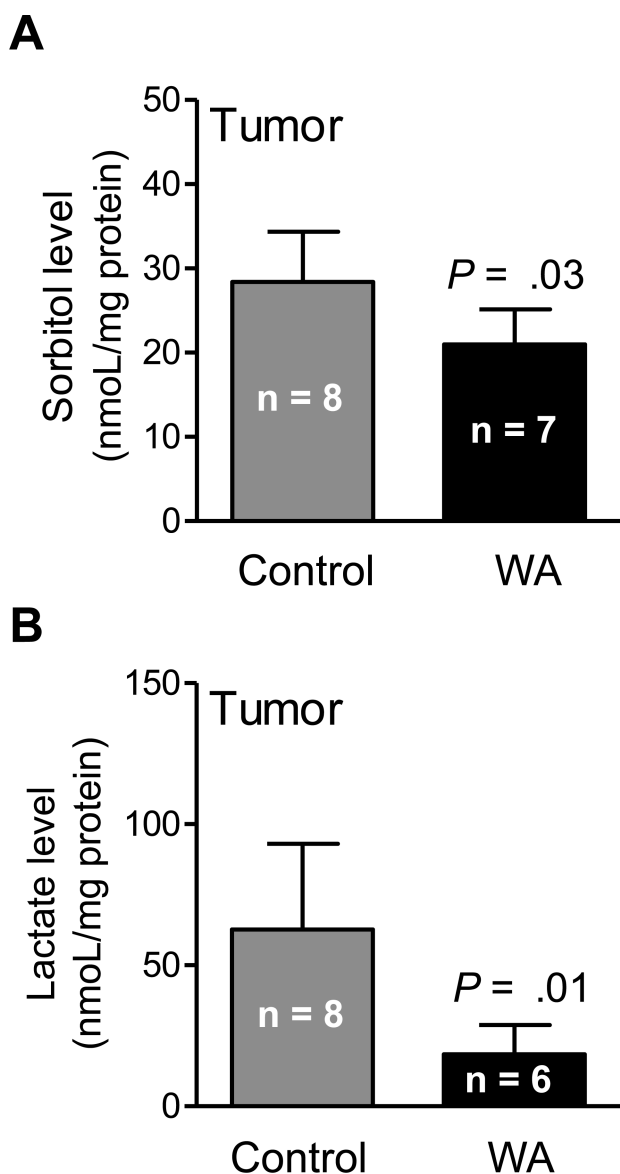 A
Sorbitol level
(nmoL/mg protein)
50
40
30
20
10
0
Tumor
P = .03
n = 8
n = 7
Control
WA
B
Lactate level
(nmoL/mg protein)
150
100
50
0
Tumor
P = .01
n = 8
n = 6
Control
WA